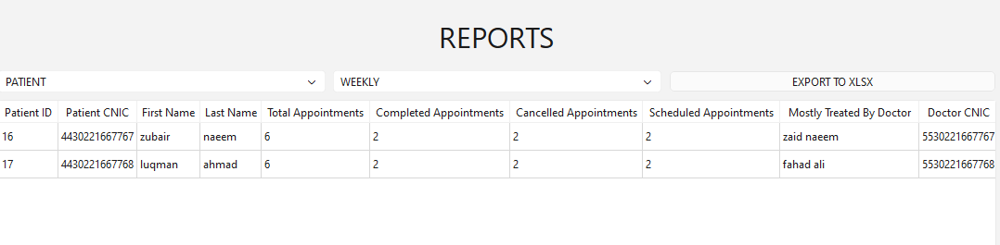 REPORTS
PATIENT WEEKLY EXPORT TO XLSX
Patient ID Patient CNIC First Name Last Name Total Appointments Completed Appointments Cancelled Appointments Scheduled Appointments Mostly Treated By Doctor Doctor CNIC
16 4430221667767 zubair naeem 6 2 2 2 zaid naeem 5530221667767
17 4430221667768 luqman ahmad 6 2 2 2 fahad ali 5530221667768